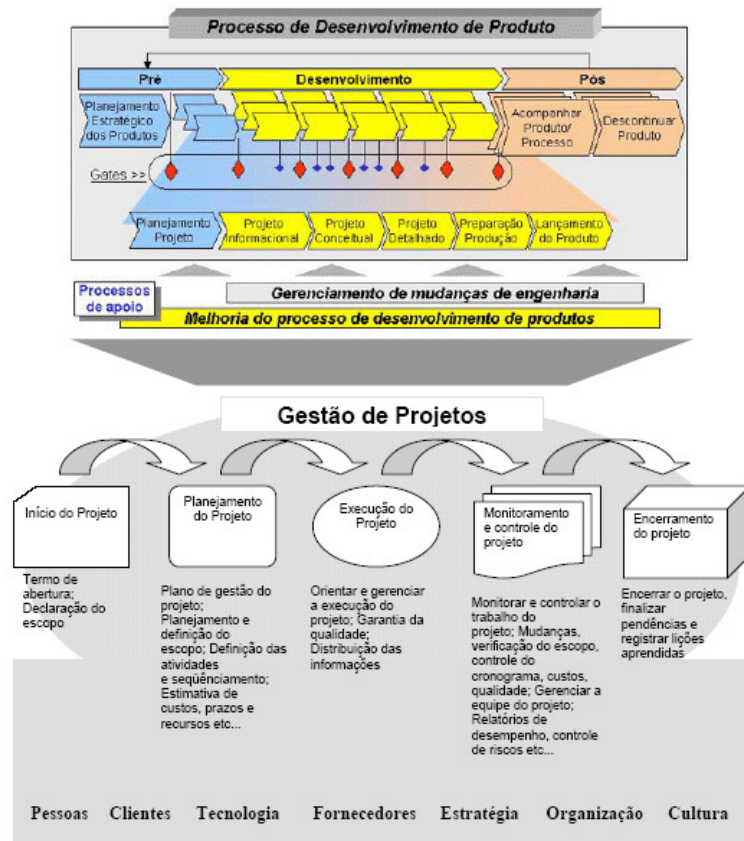 Processo de Desenvolvimento de Produto
Pré
Desenvolvimento
Pós
Planejamento
Estratégico
dos Produtos
Acompanhar
Produto/
Processo
Descontinuar
Produto
Gates >>
Planejamento
Projeto
Projeto
Informacional
Projeto
Conceitual
Projeto
Detalhado
Preparação
Produção
Lançamento
do Produto
Processos
de apoio
Gerenciamento de mudanças de engenharia
Melhoria do processo de desenvolvimento de produtos
Gestão de Projetos
Início do Projeto
Planejamento
do Projeto
Execução do
Projeto
Monitoramento
e controle do
projeto
Encerramento
do projeto
Termo de
abertura;
Declaração do
escopo
Plano de gestão do
projeto;
Planejamento e
definição do
escopo; Definição das
atividades
e seqüênciamento;
Estimativa de
custos, prazos e
recursos etc...
Orientar e gerenciar
a execução do
projeto; Garantia da
qualidade;
Distribuição das
informações
Monitorar e controlar o
trabalho do
projeto; Mudanças,
verificação do escopo,
controle do
cronograma, custos,
qualidade; Gerenciar a
equipe do projeto;
Relatórios de
desempenho, controle
de riscos etc...
Encerrar o projeto,
finalizar
pendências e
registrar lições
aprendidas
Pessoas Clientes Tecnologia Fornecedores Estratégia Organização Cultura